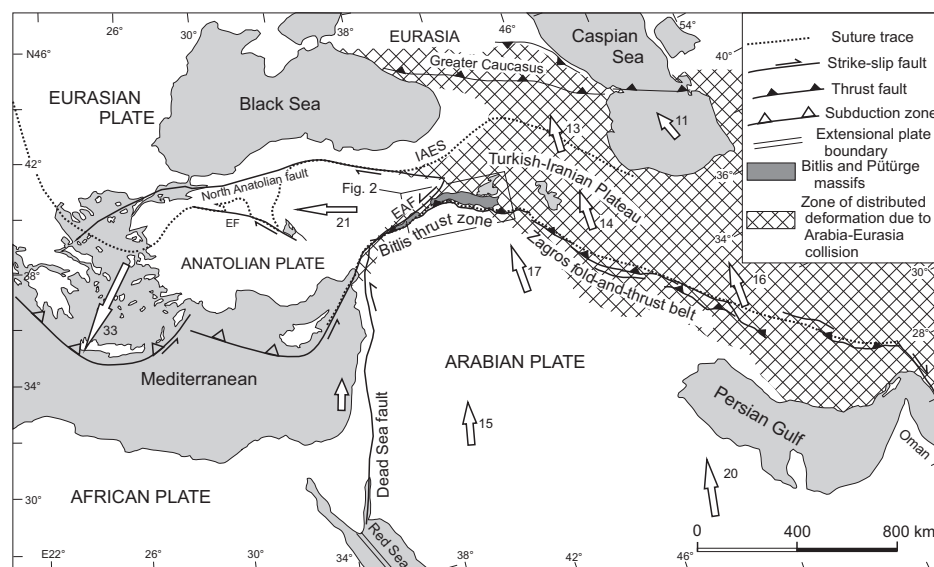 26°
30°
38°
EURASIA
46°
Caspian
Sea
54°
N46°
40°
Greater Caucasus
EURASIAN
PLATE
Black Sea
11
13
42°
IAES
36°
North Anatolian fault
Fig. 2
Turkish-Iranian Plateau
EAF
EF
21
14
34°
Bitlis thrust zone
ANATOLIAN PLATE
Zagros fold-and-thrust belt
17
16
30°
38°
33
28°
Mediterranean
ARABIAN PLATE
34°
Persian Gulf
15
Dead Sea fault
Oman
20
AFRICAN PLATE
30°
Red Sea
0 400 800 km
E22°
26°
30°
34°
38°
42°
46°
Suture trace
Strike-slip fault
Thrust fault
Subduction zone
Extensional plate
boundary
Bitlis and Pütürge
massifs
Zone of distributed
deformation due to
Arabia-Eurasia
collision